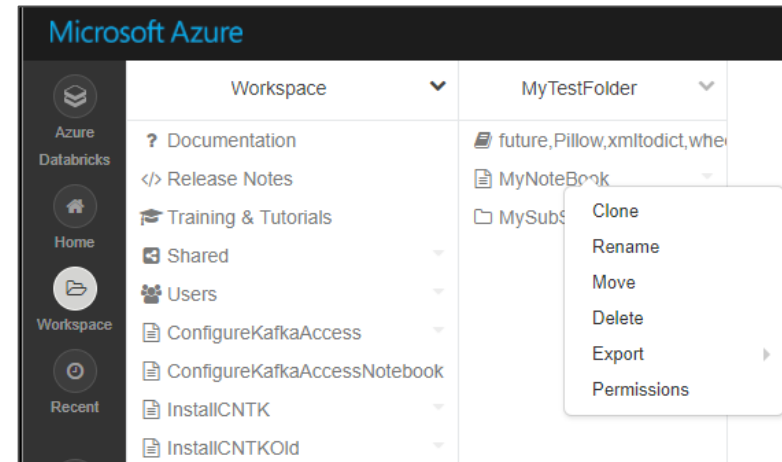 Microsoft Azure
Azure
Databricks
Home
Workspace
Recent
Workspace
? Documentation
</> Release Notes
Training & Tutorials
Shared
Users
ConfigureKafkaAccess
ConfigureKafkaAccessNotebook
InstallCNTK
InstallCNTKOld
MyTestFolder
future,Pillow,xmltodict,whe
MyNoteBook
MySubS
Clone
Rename
Move
Delete
Export
Permissions